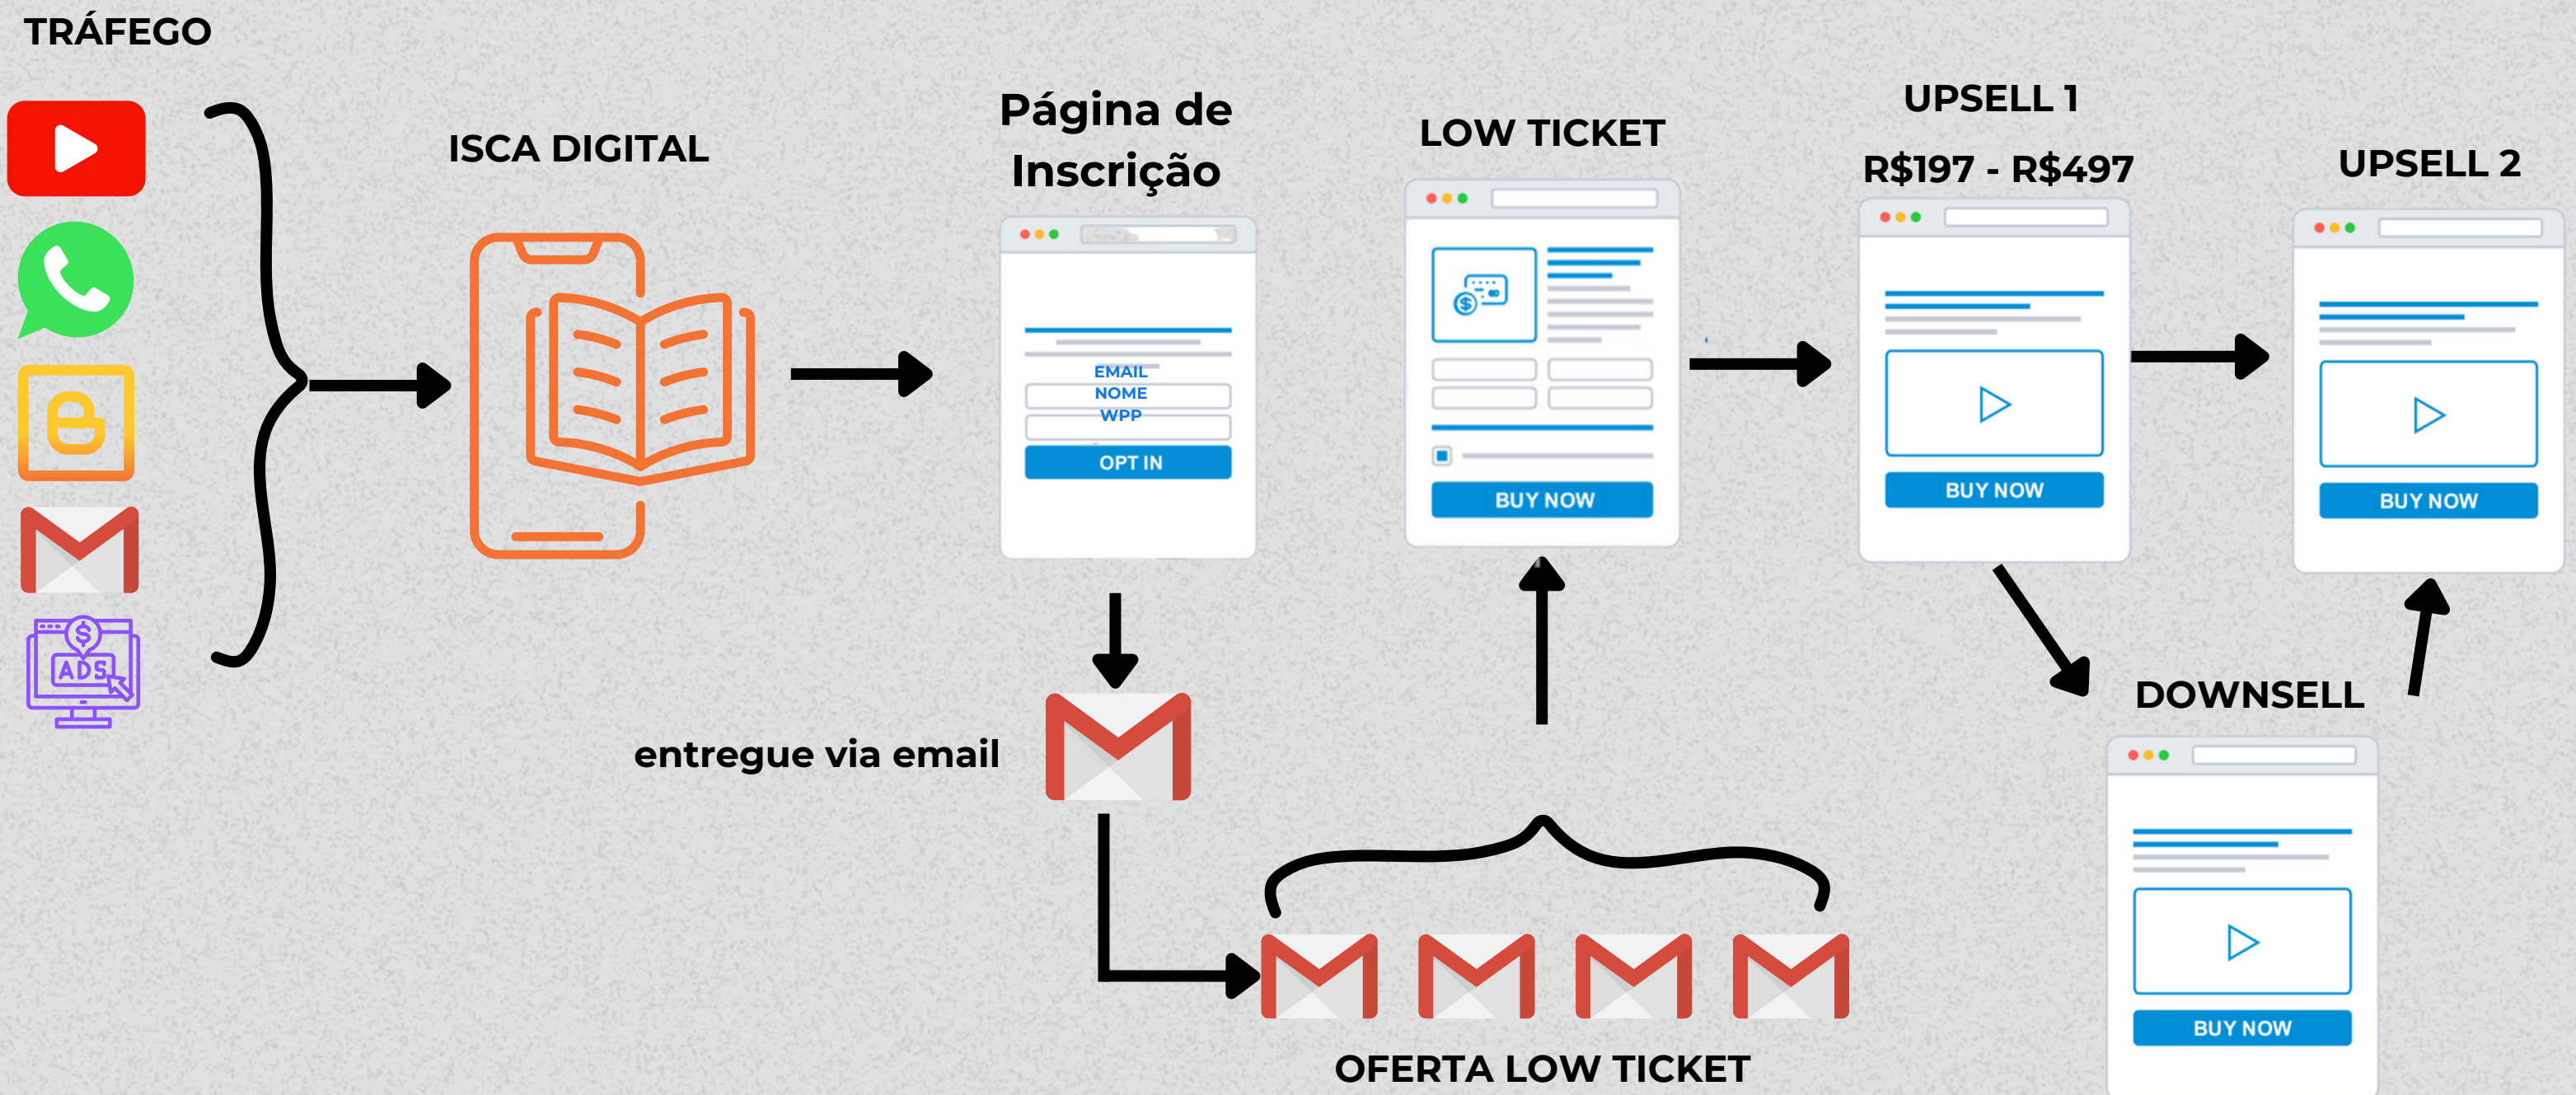 TRÁFEGO
ADS
ISCA DIGITAL
Página de
Inscrição
EMAIL
NOME
WPP
OPT IN
entregue via email
LOW TICKET
BUY NOW
OFERTA LOW TICKET
UPSELL 1
R$197 - R$497
BUY NOW
UPSELL 2
BUY NOW
DOWNSELL
BUY NOW